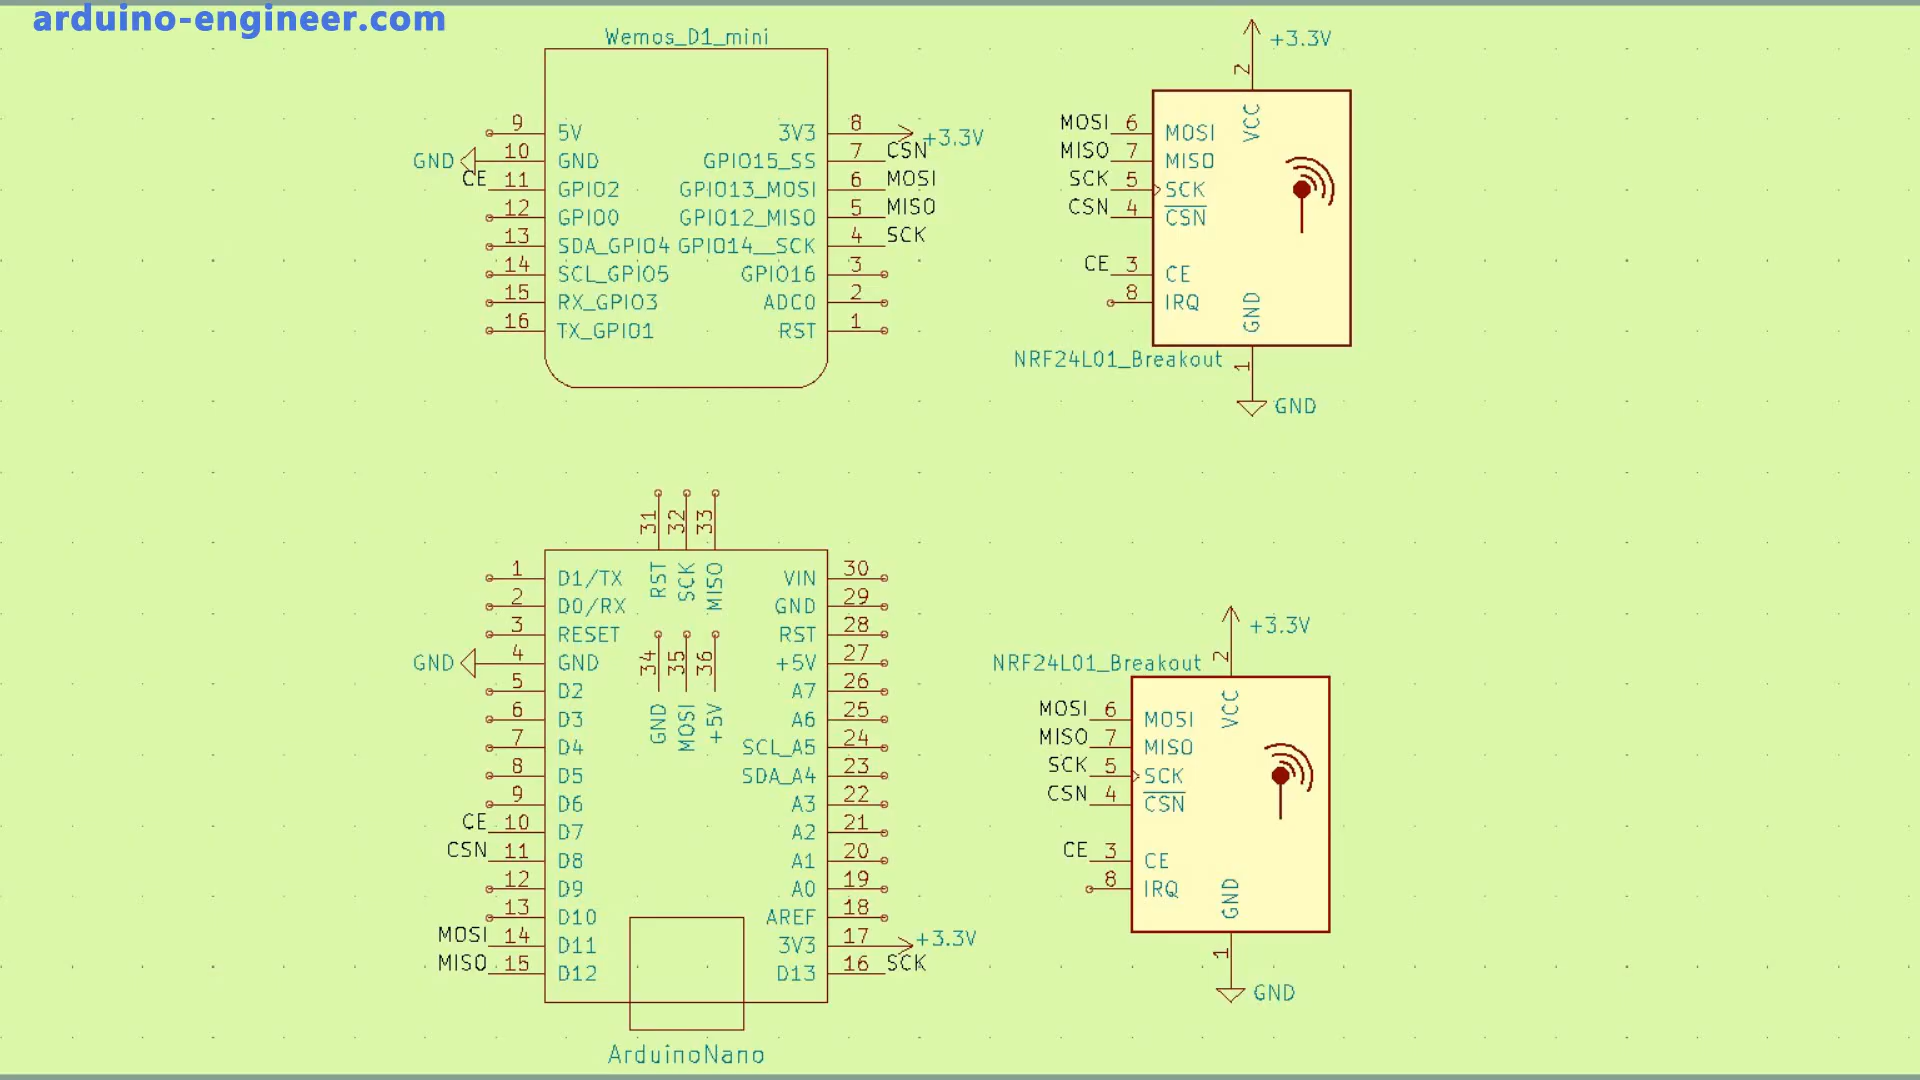 arduino-engineer.com
Wemos_D1_mini
9 5V 3V3 8 +3.3V
GND 10 GND GPIO15_SS 7 CSN
CE 11 GPIO2 GPIO13_MOSI 6 MOSI
12 GPIO0 GPIO12_MISO 5 MISO
13 SDA_GPIO4 GPIO14__SCK 4 SCK
14 SCL_GPIO5 GPIO16 3
15 RX_GPIO3 ADC0 2
16 TX_GPIO1 RST 1
+3.3V
2
VCC
MOSI 6 MOSI
MISO 7 MISO
SCK 5 SCK
CSN 4 CSN
CE 3 CE
8 IRQ
GND
NRF24L01_Breakout
1
GND
31 32 33
RST SCK MISO
1 D1/TX VIN 30
2 D0/RX GND 29
3 RESET RST 28
GND 4 GND +5V 27
34 35 36
GND MOSI +5V
5 D2 A7 26
6 D3 A6 25
7 D4 SCL_A5 24
8 D5 SDA_A4 23
9 D6 A3 22
CE 10 D7 A2 21
CSN 11 D8 A1 20
12 D9 A0 19
13 D10 AREF 18
MOSI 14 D11 3V3 17 +3.3V
MISO 15 D12 D13 16 SCK
ArduinoNano
+3.3V
NRF24L01_Breakout 2
VCC
MOSI 6 MOSI
MISO 7 MISO
SCK 5 SCK
CSN 4 CSN
CE 3 CE
8 IRQ
GND
1
GND